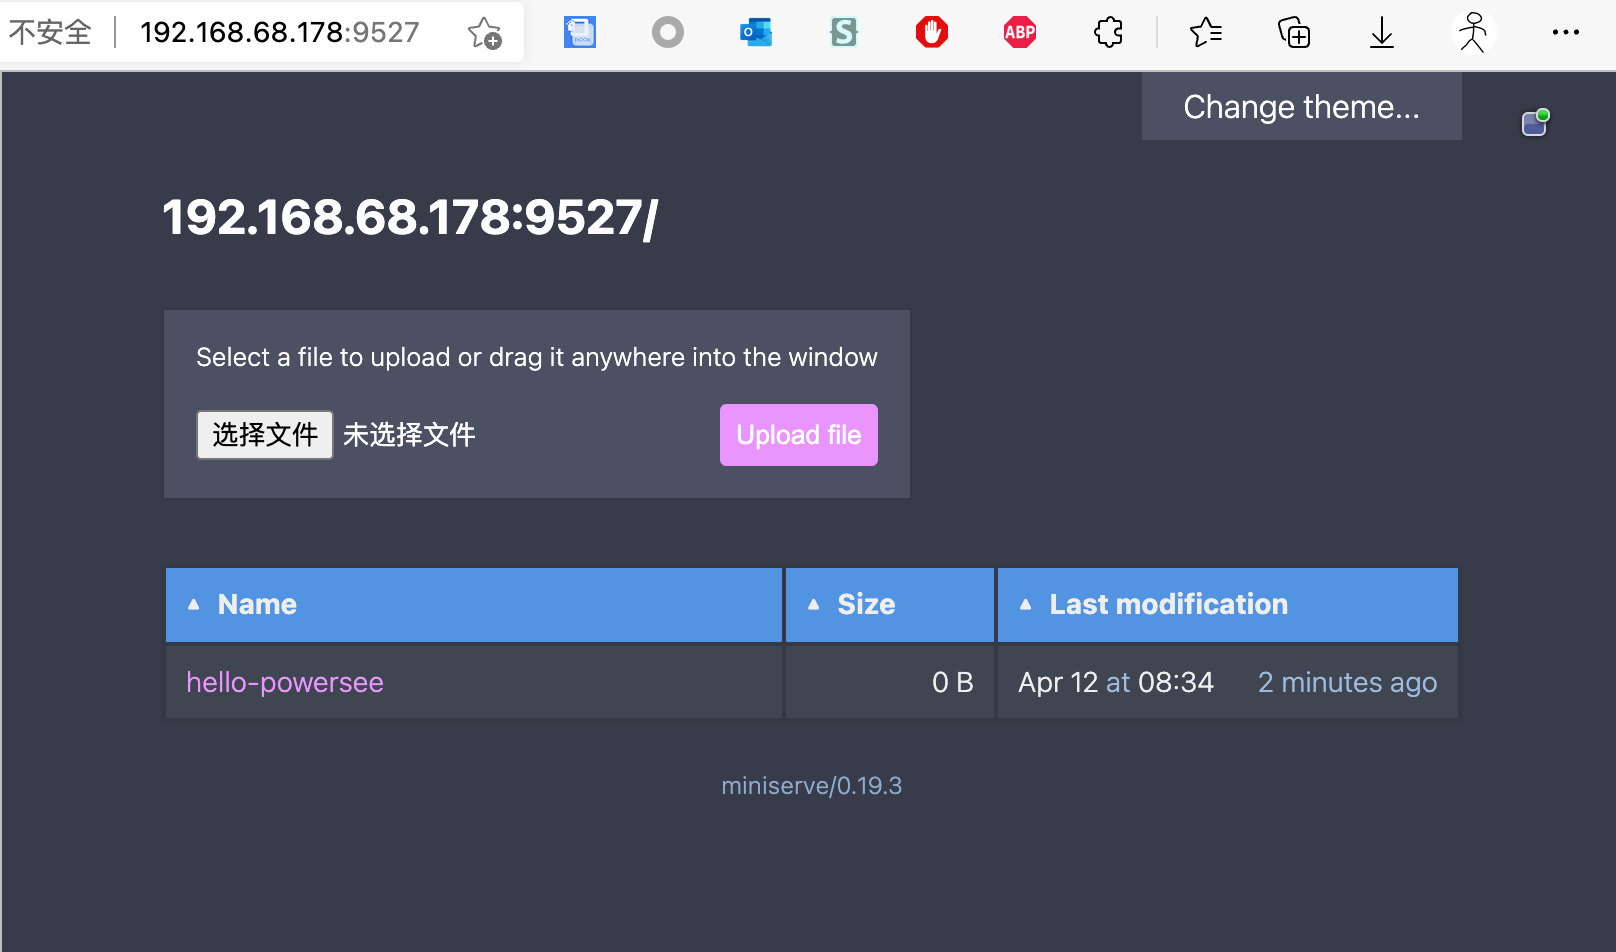 不安全 192.168.68.178:9527 S ABP
Change theme...
192.168.68.178:9527/
Select a file to upload or drag it anywhere into the window
选择文件 未选择文件 Upload file
Name Size Last modification
hello-powersee 0 B Apr 12 at 08:34 2 minutes ago
miniserve/0.19.3